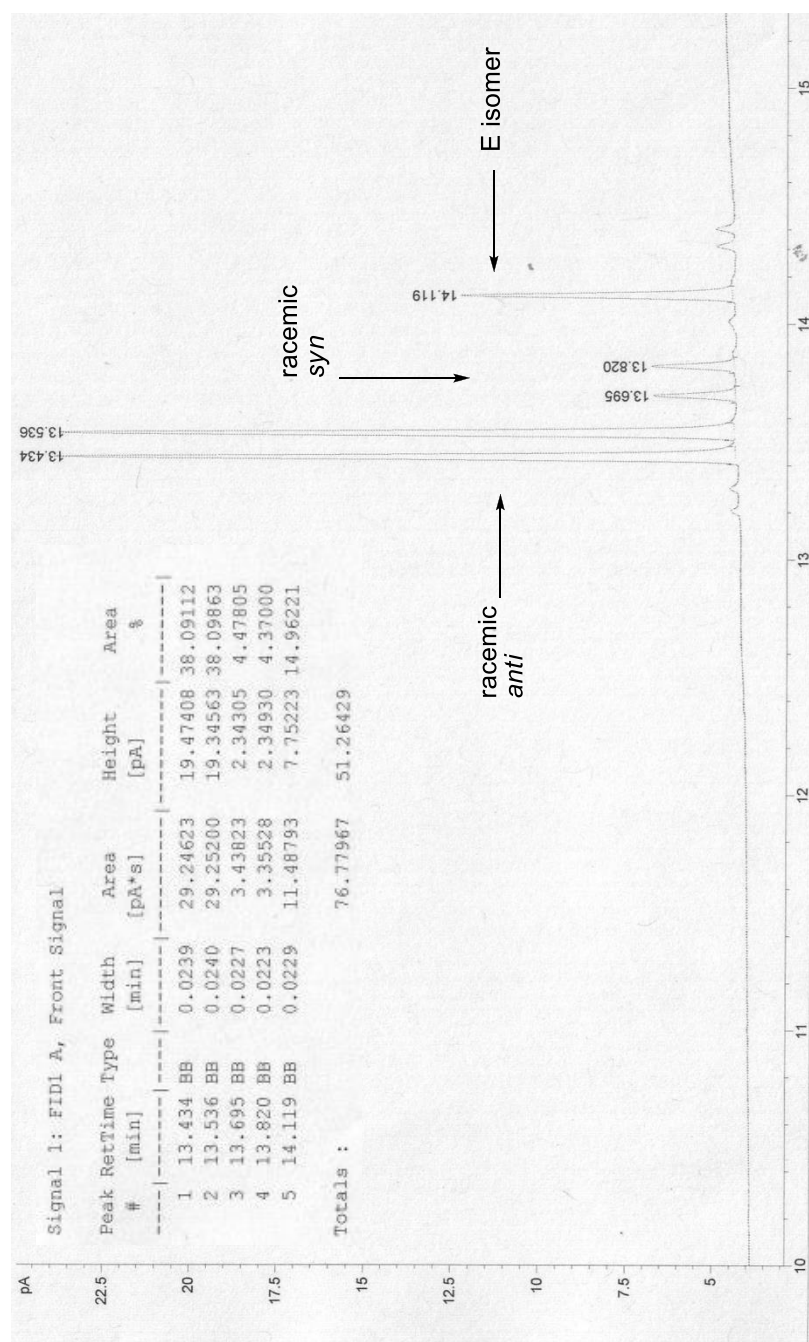 Signal 1: FID1 A, Front Signal
Peak RetTime Type Width Area Height Area
# [min] [min] [pA*s] [pA] %
----|-------|----|-------|----------|----------|--------|
1 13.434 BB 0.0239 29.24623 19.47408 38.09112
2 13.536 BB 0.0240 29.25200 19.34563 38.09863
3 13.695 BB 0.0227 3.43823 2.34305 4.47805
4 13.820 BB 0.0223 3.35528 2.34930 4.37000
5 14.119 BB 0.0229 11.48793 7.75223 14.96221
Totals : 76.77967 51.26429
pA
22.5
20
17.5
15
12.5
10
7.5
5
13.434
13.536
13.695
13.820
14.119
racemic
anti
racemic
syn
E isomer
10
11
12
13
14
15